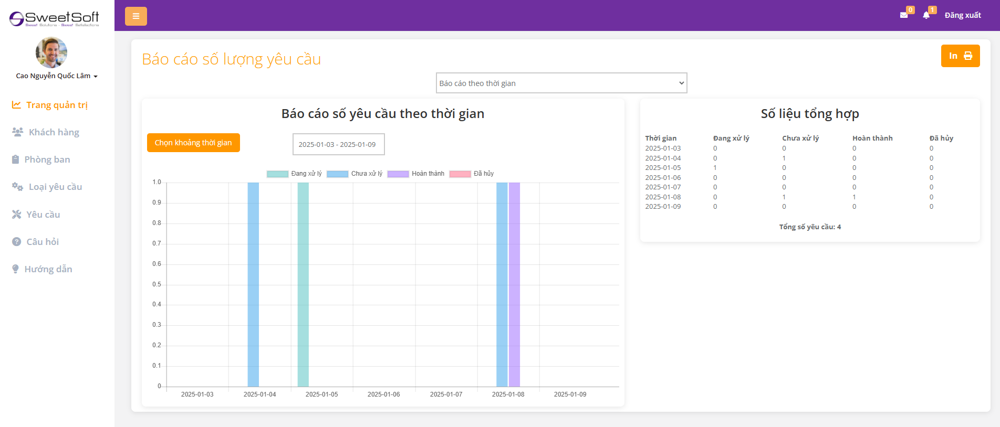 SweetSoft
Sweet Solutions - Sweet Satisfactions
Cao Nguyễn Quốc Lâm
Trang quản trị
Khách hàng
Phòng ban
Loại yêu cầu
Yêu cầu
Câu hỏi
Hướng dẫn
0
1
Đăng xuất
Báo cáo số lượng yêu cầu
In
Báo cáo theo thời gian
Báo cáo số yêu cầu theo thời gian
Chọn khoảng thời gian
2025-01-03 - 2025-01-09
Đang xử lý Chưa xử lý Hoàn thành Đã hủy
1.0
0.9
0.8
0.7
0.6
0.5
0.4
0.3
0.2
0.1
0
2025-01-03 2025-01-04 2025-01-05 2025-01-06 2025-01-07 2025-01-08 2025-01-09
Số liệu tổng hợp
Thời gian Đang xử lý Chưa xử lý Hoàn thành Đã hủy
2025-01-03 0 0 0 0
2025-01-04 0 1 0 0
2025-01-05 1 0 0 0
2025-01-06 0 0 0 0
2025-01-07 0 0 0 0
2025-01-08 0 1 1 0
2025-01-09 0 0 0 0
Tổng số yêu cầu: 4